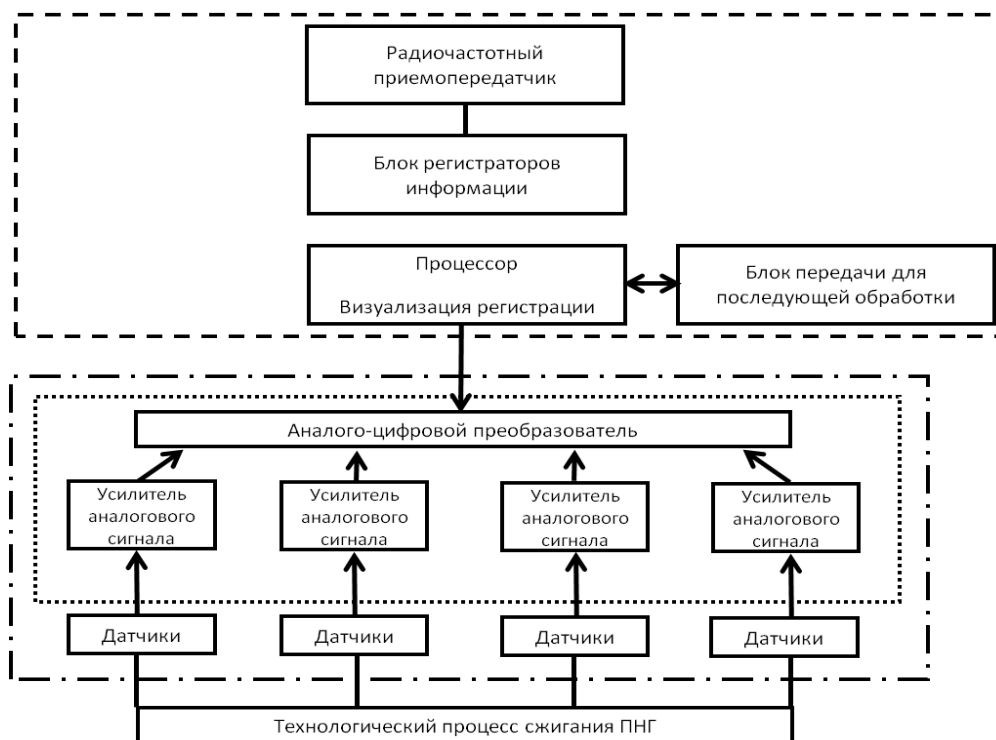 Радиочастотный
приемопередатчик
Блок регистраторов
информации
Процессор
Визуализация регистрации
Блок передачи для
последующей обработки
Аналого-цифровой преобразователь
Усилитель
аналогового
сигнала
Усилитель
аналогового
сигнала
Усилитель
аналогового
сигнала
Усилитель
аналогового
сигнала
Датчики
Датчики
Датчики
Датчики
Технологический процесс сжигания ПНГ